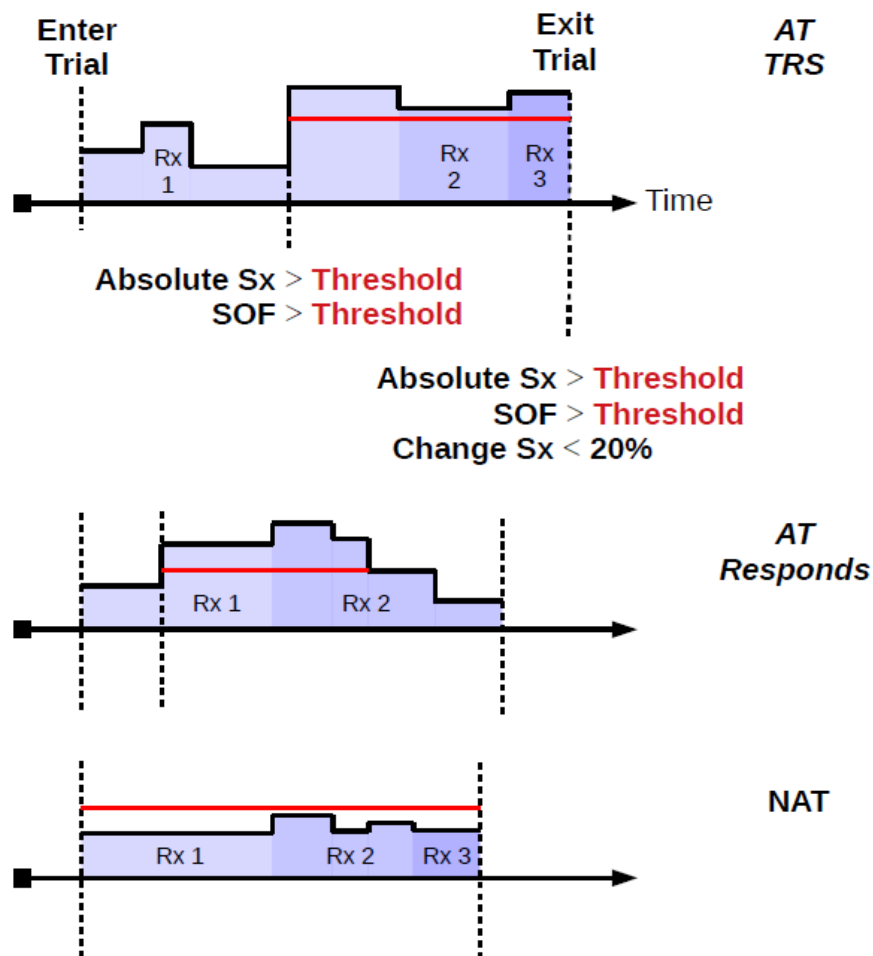 Enter
Trial
Exit
Trial
AT
TRS
Rx
1
Rx
2
Rx
3
Time
Absolute Sx > Threshold
SOF > Threshold
Absolute Sx > Threshold
SOF > Threshold
Change Sx < 20%
AT
Responds
Rx 1
Rx 2
NAT
Rx 1
Rx 2
Rx 3